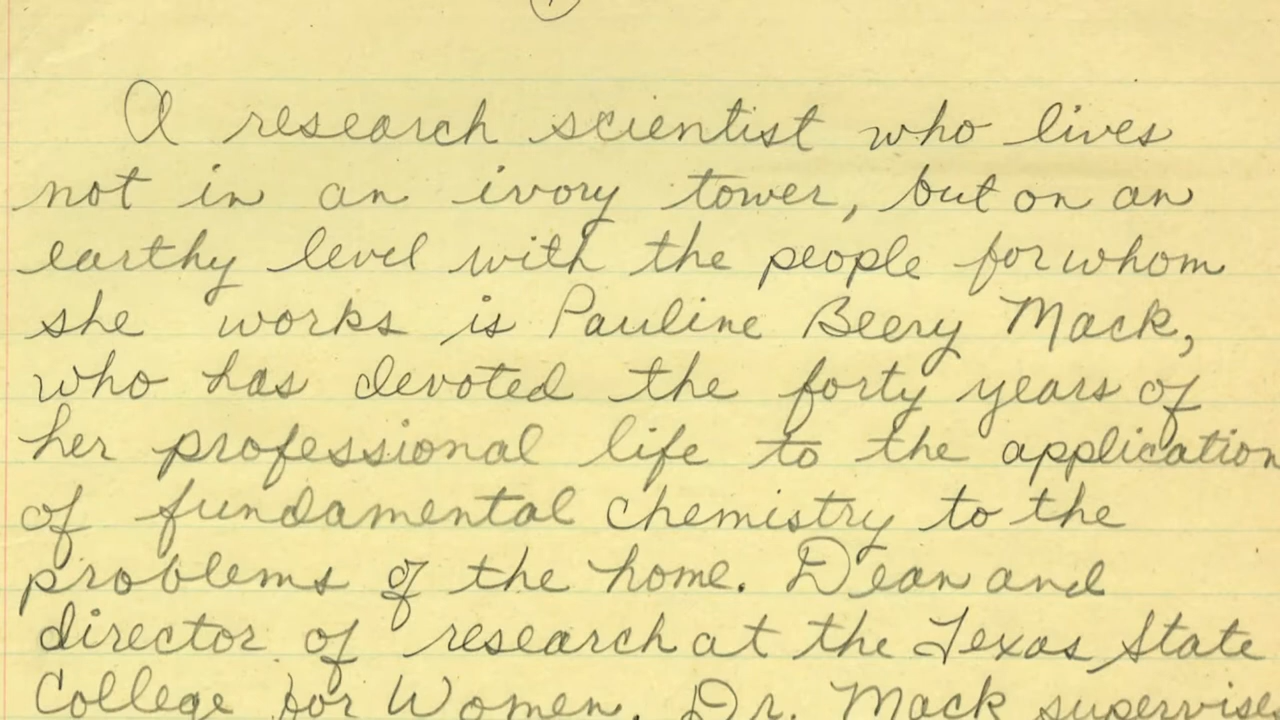 A research scientist who lives
not in an ivory tower, but on an
earthy level with the people for whom
she works is Pauline Beery Mack,
who has devoted the forty years of
her professional life to the application
of fundamental chemistry to the
problems of the home. Dean and
director of research at the Texas State
College for Women, Dr. Mack supervise